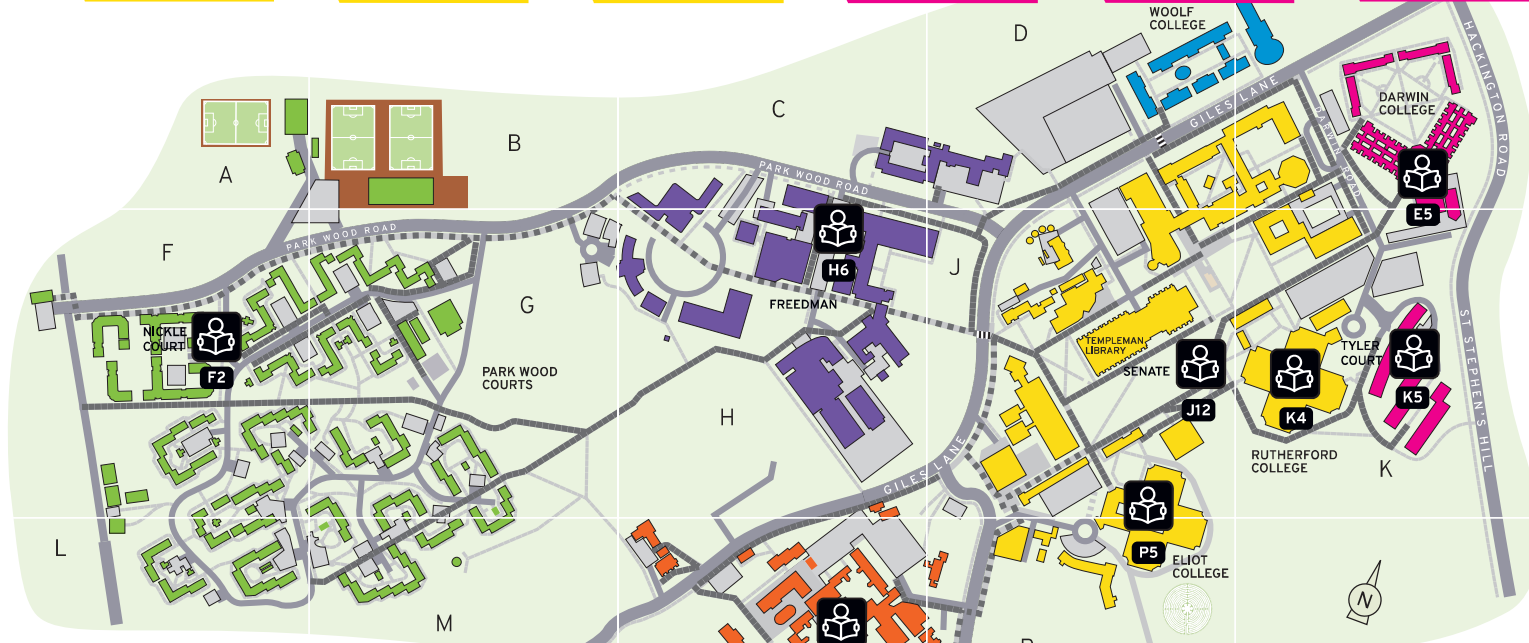 WOOLF
COLLEGE
D
HACKINGTON ROAD
GILES LANE
DARWIN
COLLEGE
DARWIN ROAD
C
B
A
PARK WOOD ROAD
E5
F
PARK WOOD ROAD
H6
J
G
FREEDMAN
NICKLE
COURT
F2
TEMPLEMAN
LIBRARY
SENATE
J12
TYLER
COURT
K4
K5
ST STEPHEN'S HILL
PARK WOOD
COURTS
H
RUTHERFORD
COLLEGE
K
GILES LANE
L
P5
ELIOT
COLLEGE
N
M